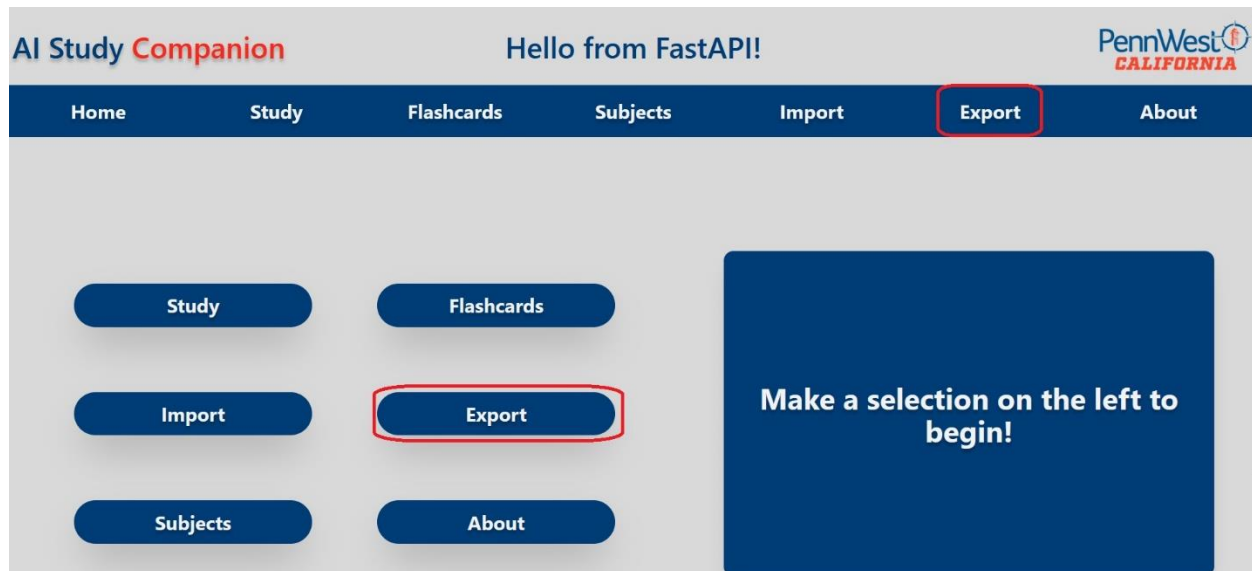 AI Study Companion
Hello from FastAPI!
PennWest
CALIFORNIA
Home Study Flashcards Subjects Import Export About
Study Flashcards
Import Export
Subjects About
Make a selection on the left to
begin!